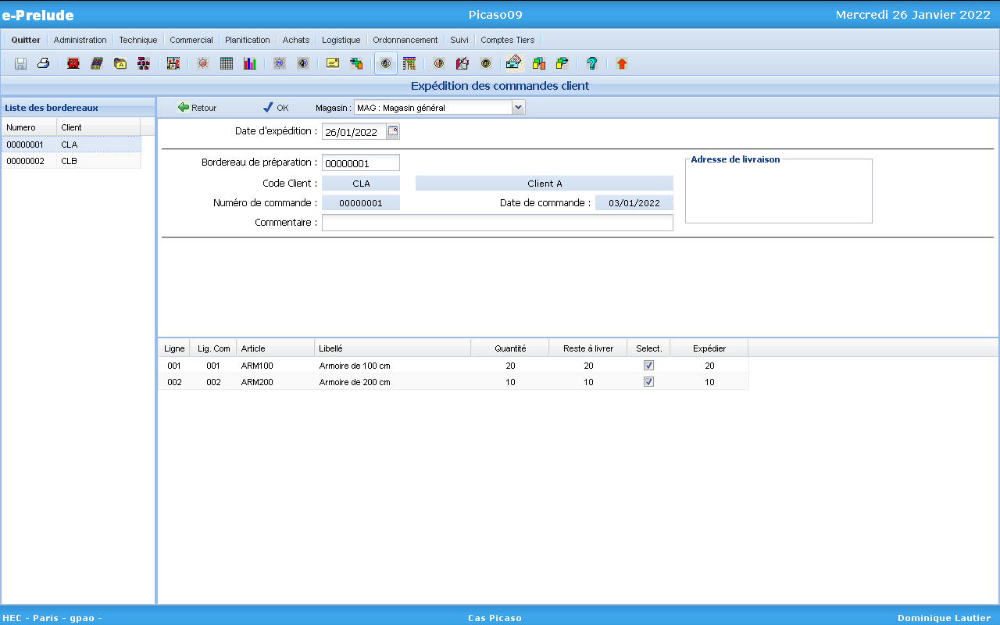 e-Prelude Picaso09 Mercredi 26 Janvier 2022
Quitter Administration Technique Commercial Planification Achats Logistique Ordonnancement Suivi Comptes Tiers
Expédition des commandes client
Liste des bordereaux Retour OK Magasin : MAG : Magasin général
Numero Client
00000001 CLA
00000002 CLB
Date d'expédition : 26/01/2022
Bordereau de préparation : 00000001 Adresse de livraison
Code Client : CLA Client A
Numéro de commande : 00000001 Date de commande : 03/01/2022
Commentaire :
Ligne Lig. Com Article Libellé Quantité Reste à livrer Select. Expédier
001 001 ARM100 Armoire de 100 cm 20 20 20
002 002 ARM200 Armoire de 200 cm 10 10 10
HEC - Paris - gpao - Cas Picaso Dominique Lautier